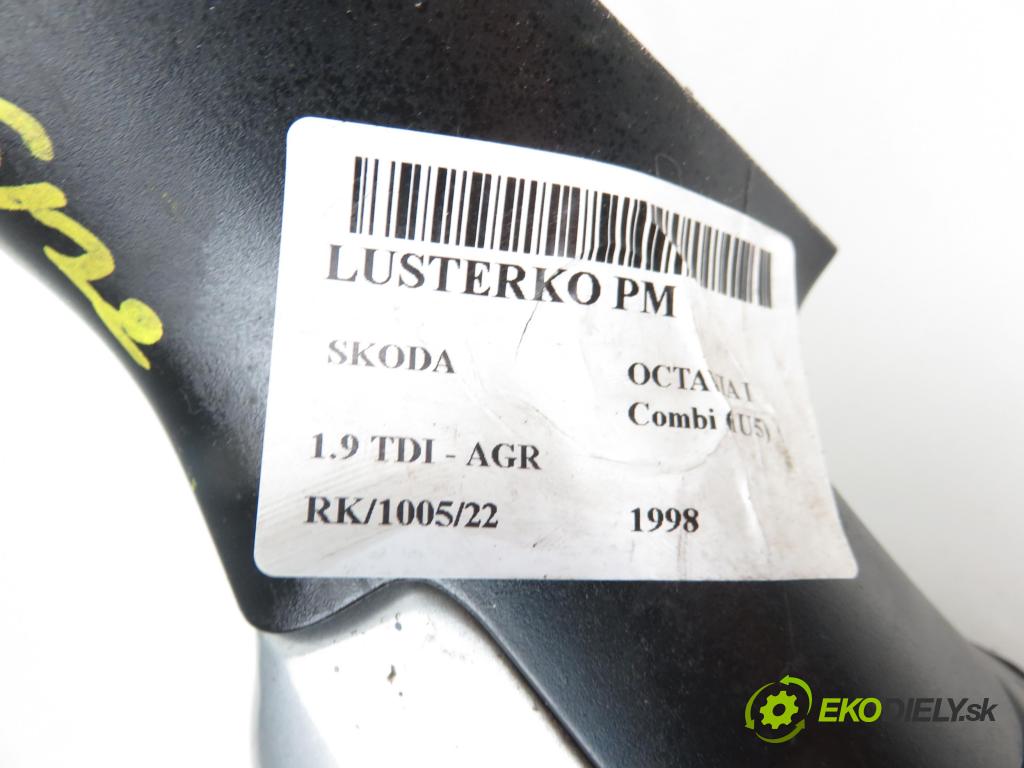 LUSTERKO PM
SKODA
OCTAVIA I
Combi (1U5)
1.9 TDI - AGR
RK/1005/22
1998
EKODIELY.sk